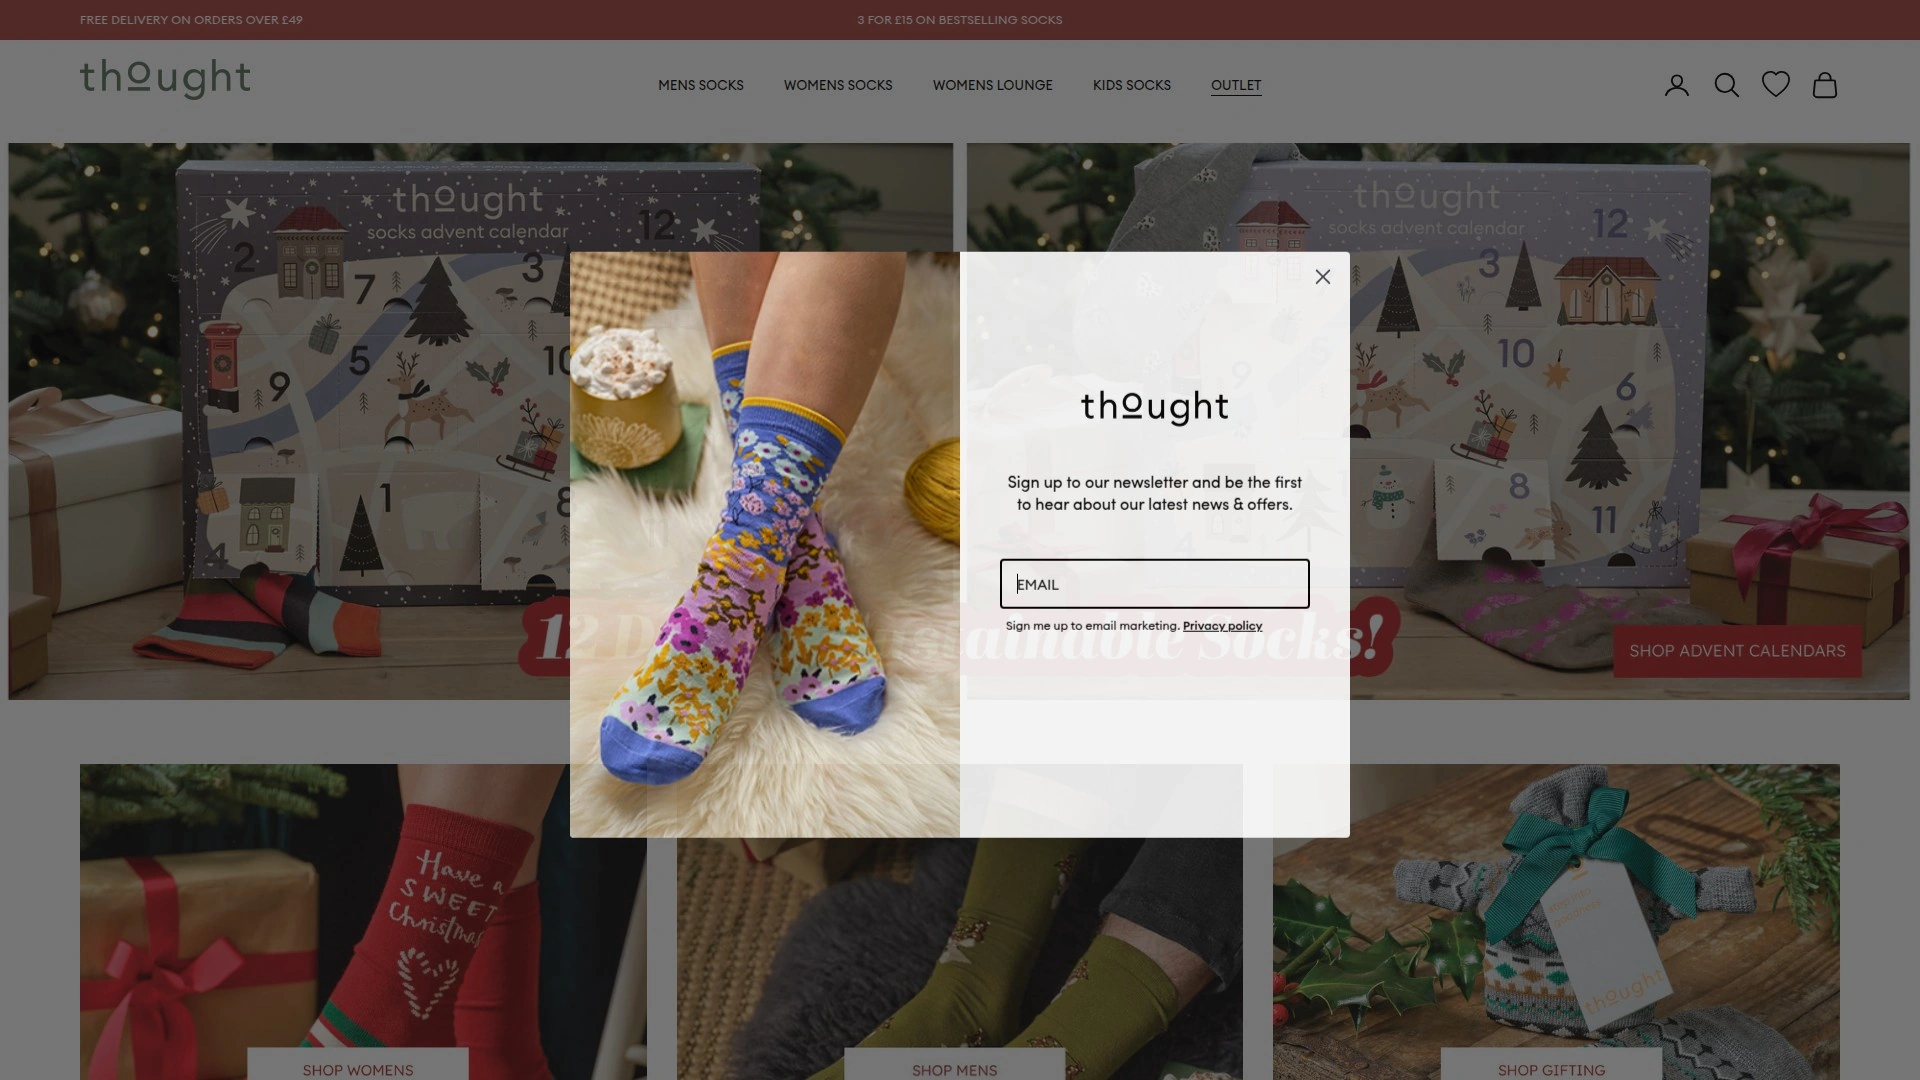 FREE DELIVERY ON ORDERS OVER £49
3 FOR £15 ON BESTSELLING SOCKS
thought
MENS SOCKS
WOMENS SOCKS
WOMENS LOUNGE
KIDS SOCKS
OUTLET
thought
socks advent calendar
12
2
3
7
5
10
9
1
8
4
thought
socks advent calendar
12
3
10
9
6
8
11
4
12 D
ainable Socks!
SHOP ADVENT CALENDARS
thought
Sign up to our newsletter and be the first
to hear about our latest news & offers.
EMAIL
Sign me up to email marketing. Privacy policy
Have a
SWEET
Christmas
thought
SHOP WOMENS
SHOP MENS
SHOP GIFTING